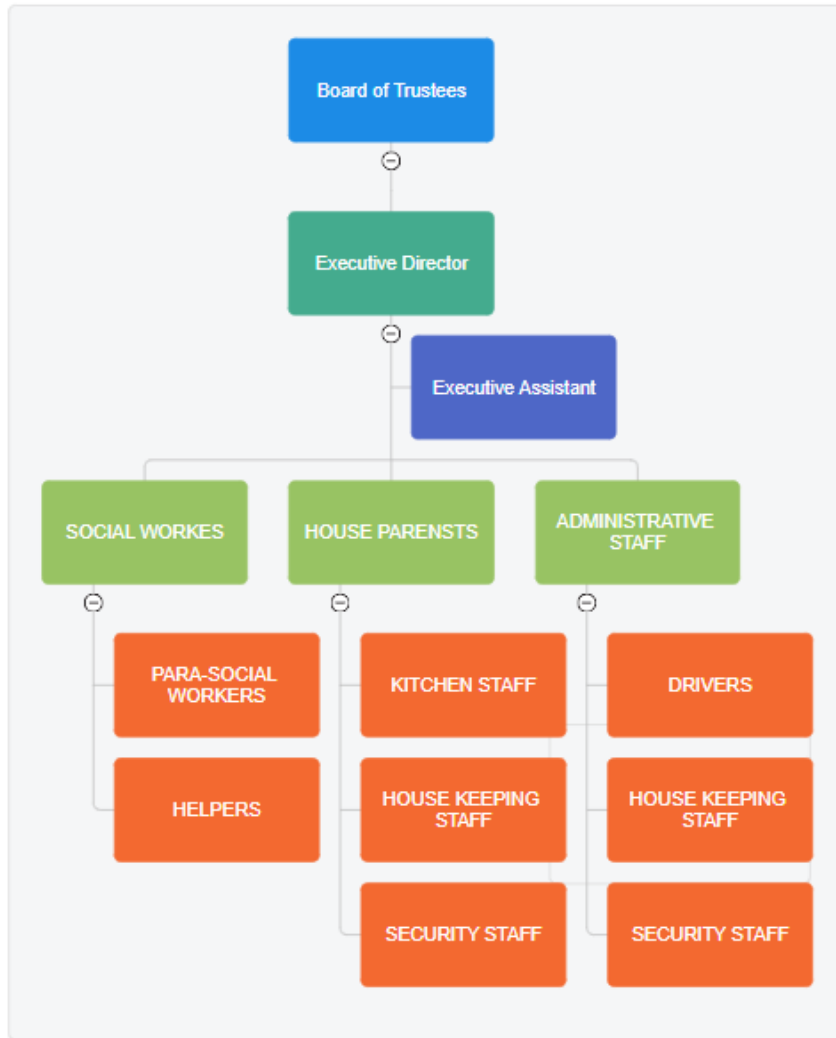 Board of Trustees
Executive Director
Executive Assistant
SOCIAL WORKES
HOUSE PARENSTS
ADMINISTRATIVE
STAFF
PARA-SOCIAL
WORKERS
HELPERS
KITCHEN STAFF
HOUSE KEEPING
STAFF
SECURITY STAFF
DRIVERS
HOUSE KEEPING
STAFF
SECURITY STAFF